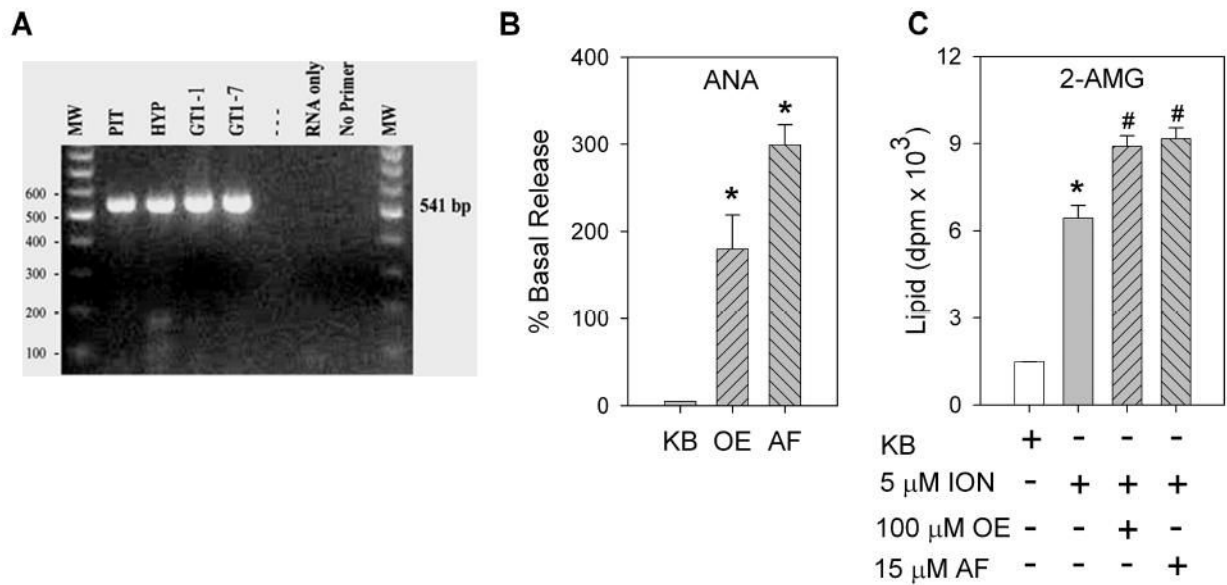 A
MW PIT HYP GT1-1 GT1-7 --- RNA only No Primer MW
600 -
500 -
400 -
300 -
200 -
100 -
541 bp
B
ANA
% Basal Release
400
300
200
100
0
* *
KB OE AF
C
2-AMG
Lipid (dpm x 10³)
12
9
6
3
0
* # #
KB + - - -
5 μM ION - + + +
100 μM OE - - + -
15 μM AF - - - +